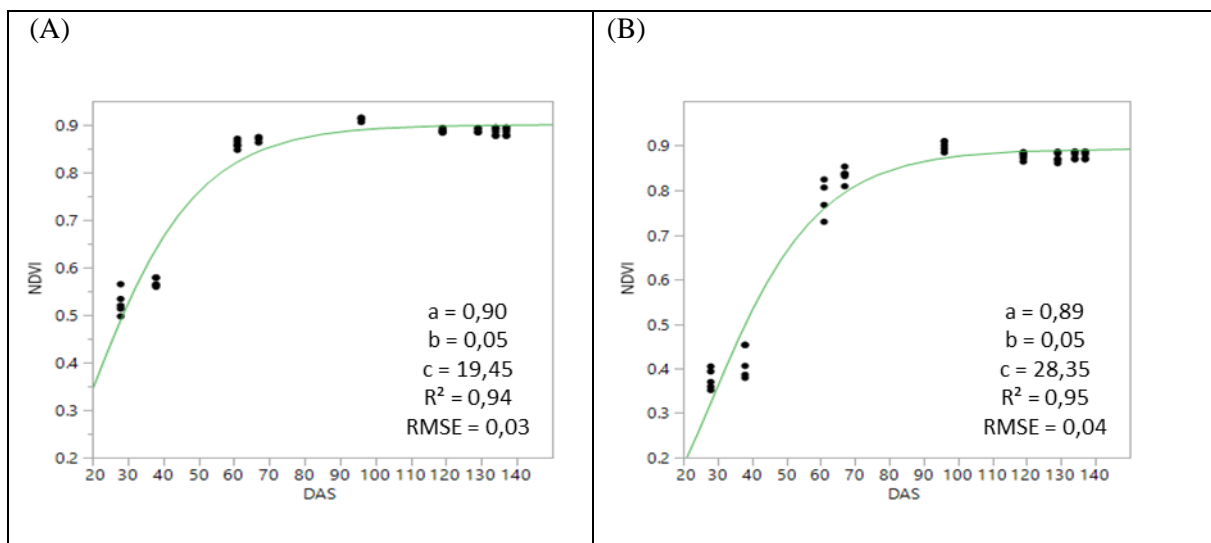 (A)
(B)
0.9
0.8
0.7
0.6
0.5
0.4
0.3
0.2
NDVI
20 30 40 50 60 70 80 90 100 110 120 130 140
DAS
a = 0,90
b = 0,05
c = 19,45
R² = 0,94
RMSE = 0,03
0.9
0.8
0.7
0.6
0.5
0.4
0.3
0.2
NDVI
20 30 40 50 60 70 80 90 100 110 120 130 140
DAS
a = 0,89
b = 0,05
c = 28,35
R² = 0,95
RMSE = 0,04